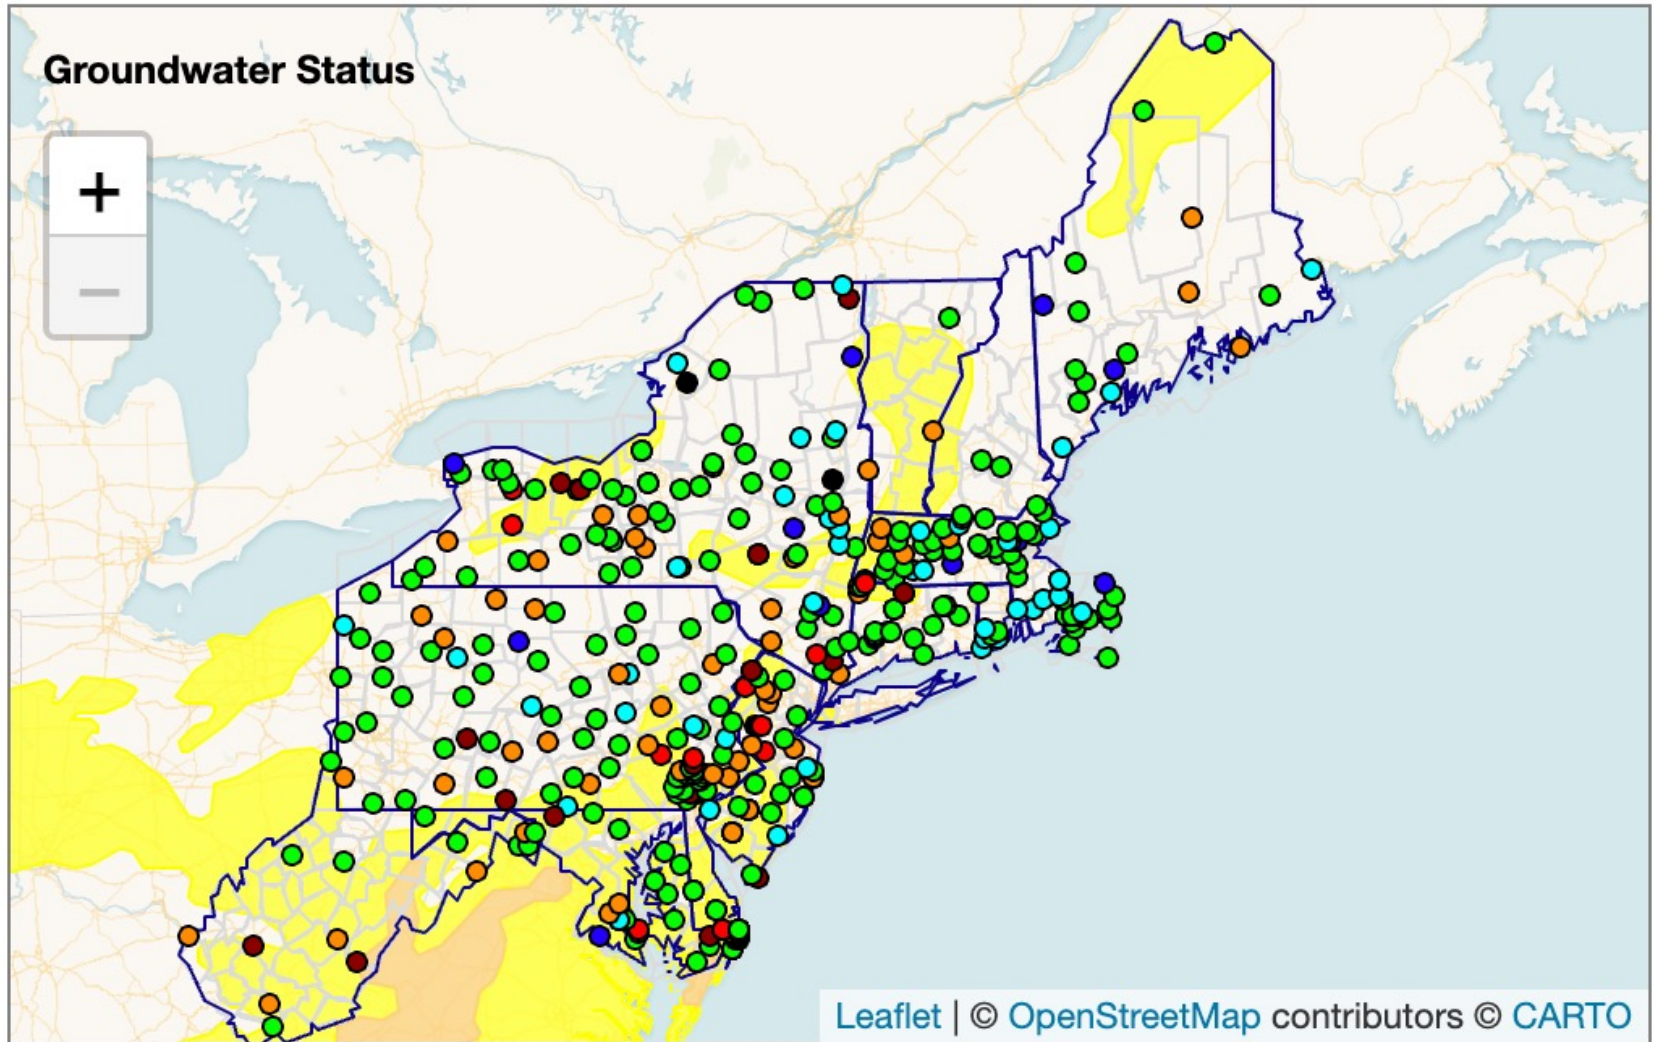 Groundwater Status
+
−
Leaflet | © OpenStreetMap contributors © CARTO